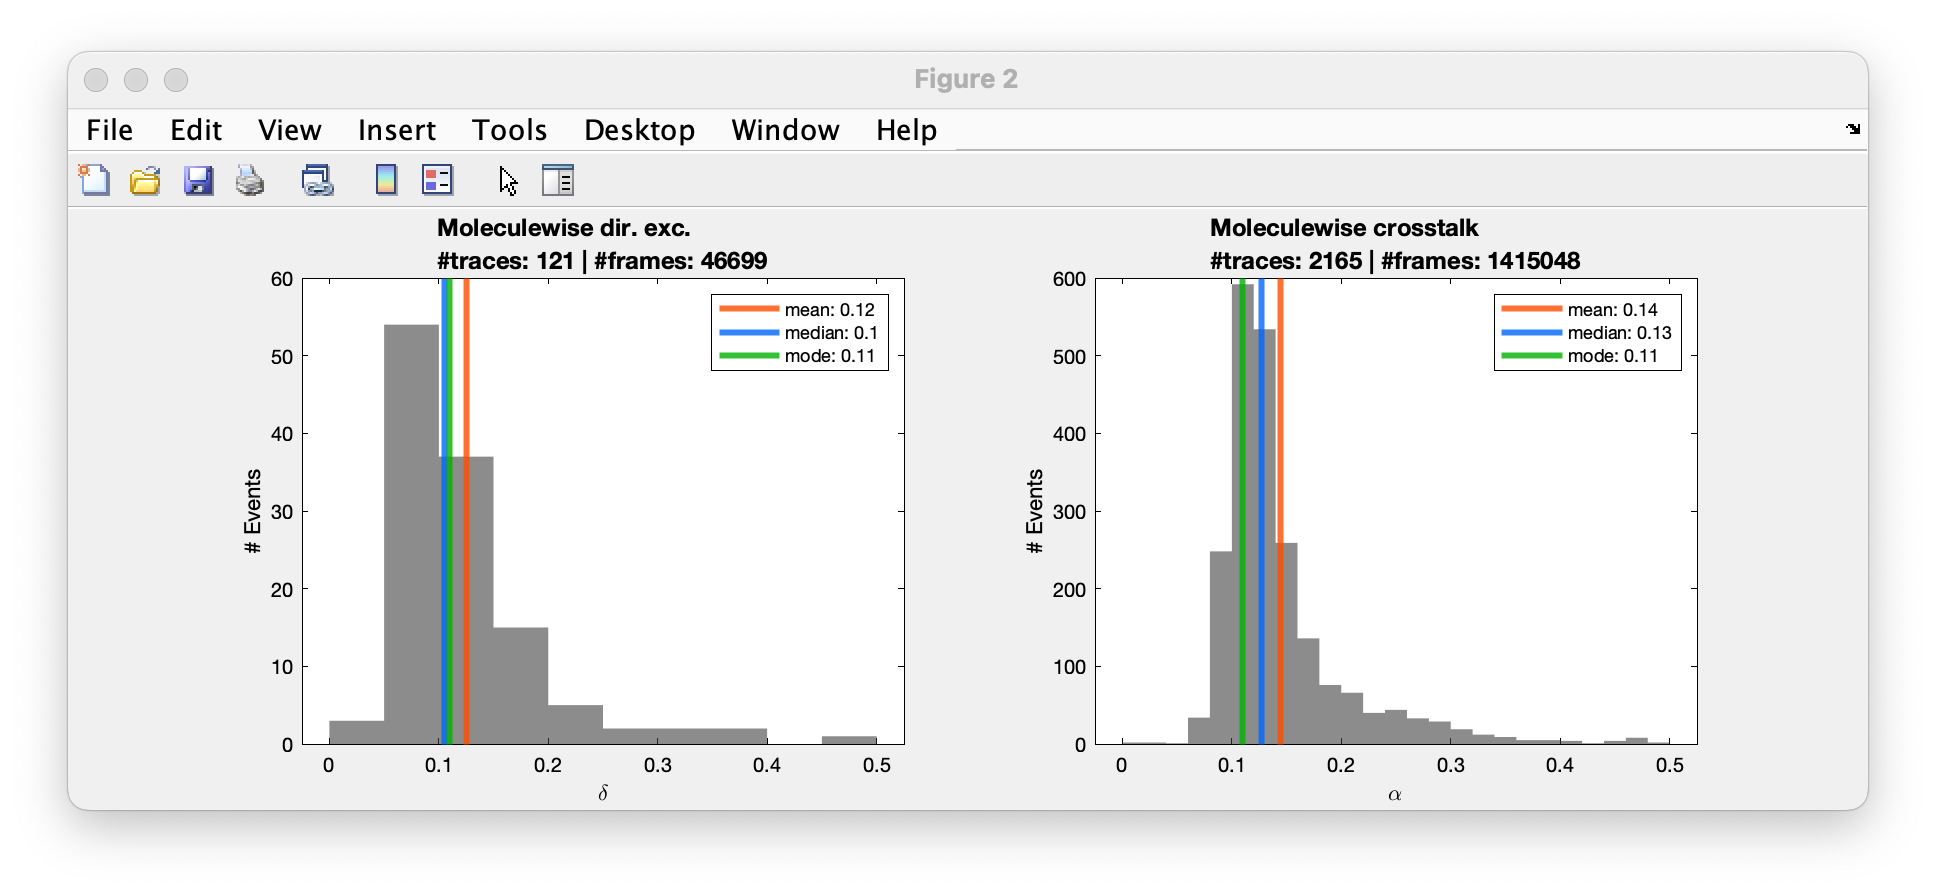 Figure 2
File Edit View Insert Tools Desktop Window Help
Moleculewise dir. exc.
#traces: 121 | #frames: 46699
60
50
40
30
20
10
0
# Events
mean: 0.12
median: 0.1
mode: 0.11
0 0.1 0.2 0.3 0.4 0.5
δ
Moleculewise crosstalk
#traces: 2165 | #frames: 1415048
600
500
400
300
200
100
0
# Events
mean: 0.14
median: 0.13
mode: 0.11
0 0.1 0.2 0.3 0.4 0.5
α